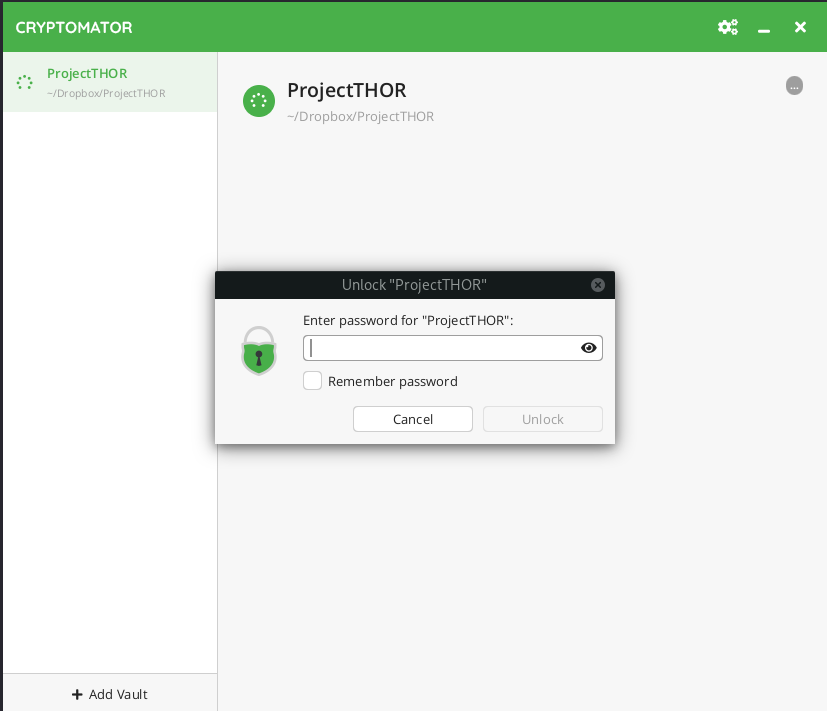 CRYPTOMATOR
ProjectTHOR
~/Dropbox/ProjectTHOR
ProjectTHOR
~/Dropbox/ProjectTHOR
...
Unlock "ProjectTHOR"
Enter password for "ProjectTHOR":
Remember password
Cancel Unlock
Add Vault